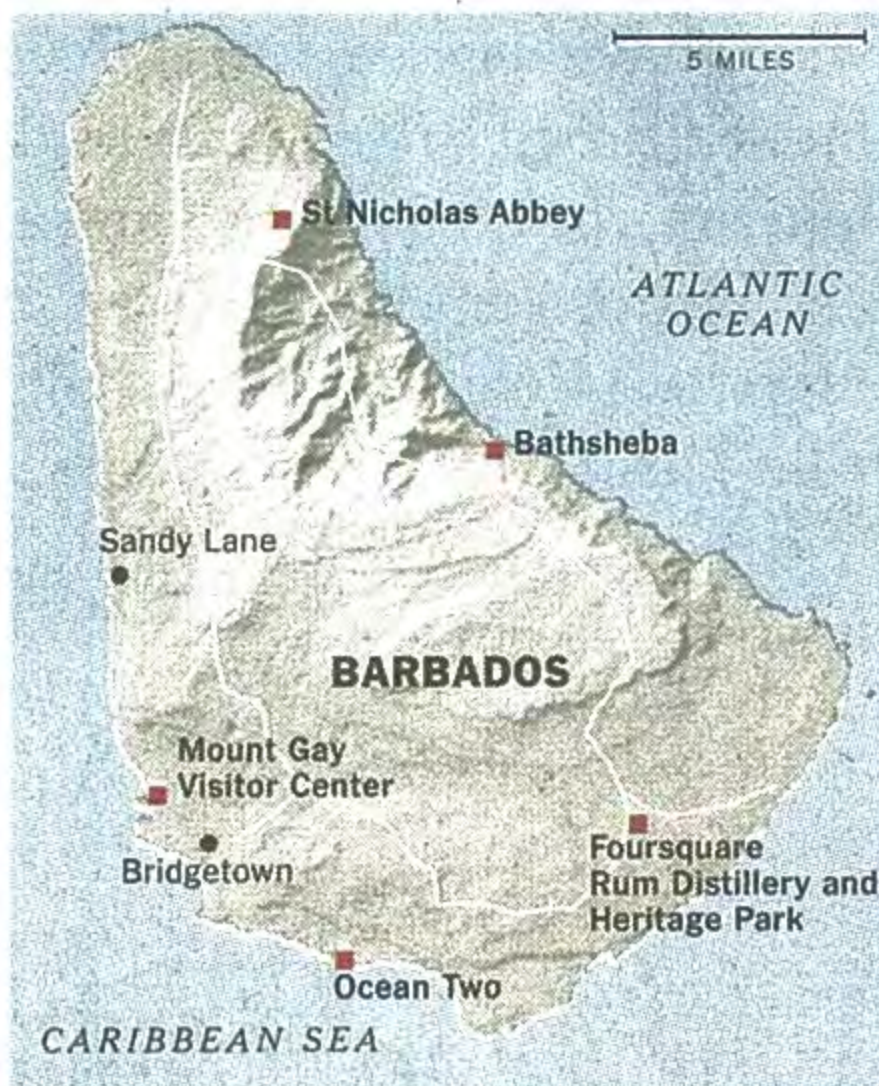 5 MILES
St Nicholas Abbey
ATLANTIC
OCEAN
Bathsheba
Sandy Lane
BARBADOS
Mount Gay
Visitor Center
Bridgetown
Foursquare
Rum Distillery and
Heritage Park
Ocean Two
CARIBBEAN SEA